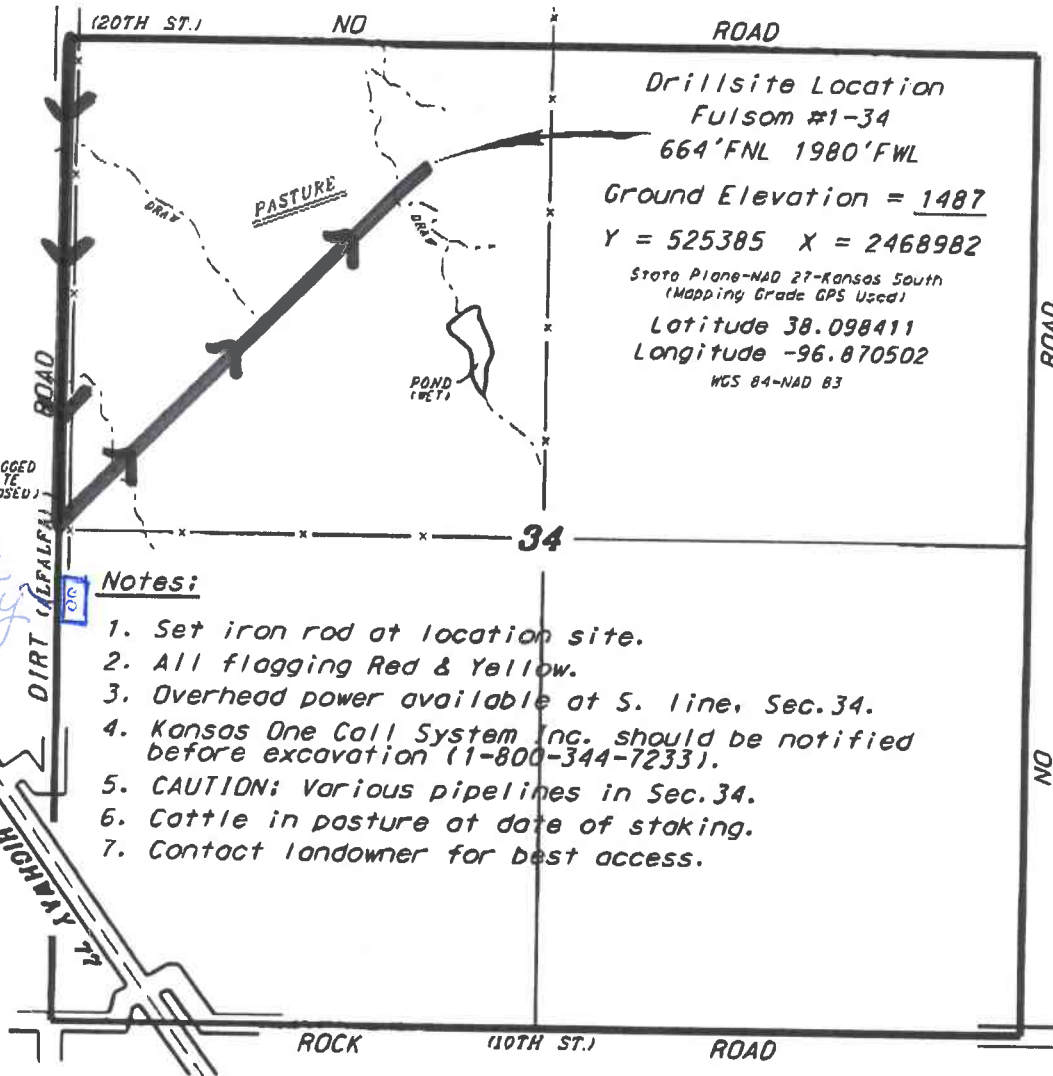 (20TH ST.) NO ROAD
Drillsite Location
Fulsom #1-34
664'FNL 1980'FWL
Ground Elevation = 1487
Y = 525385 X = 2468982
State Plane-NAD 27-Kansas South
(Mapping Grade GPS Used)
Latitude 38.098411
Longitude -96.870502
WGS 84-NAD 83
PASTURE
DRAW
DRAW
POND
(WET)
ROAD
DIRT (ALFALFA) ROAD
34
Notes:
1. Set iron rod at location site.
2. All flagging Red & Yellow.
3. Overhead power available at S. line, Sec.34.
4. Kansas One Call System Inc. should be notified
before excavation (1-800-344-7233).
5. CAUTION: Various pipelines in Sec.34.
6. Cattle in pasture at date of staking.
7. Contact landowner for best access.
NO
HIGHWAY 77
ROCK (10TH ST.) ROAD